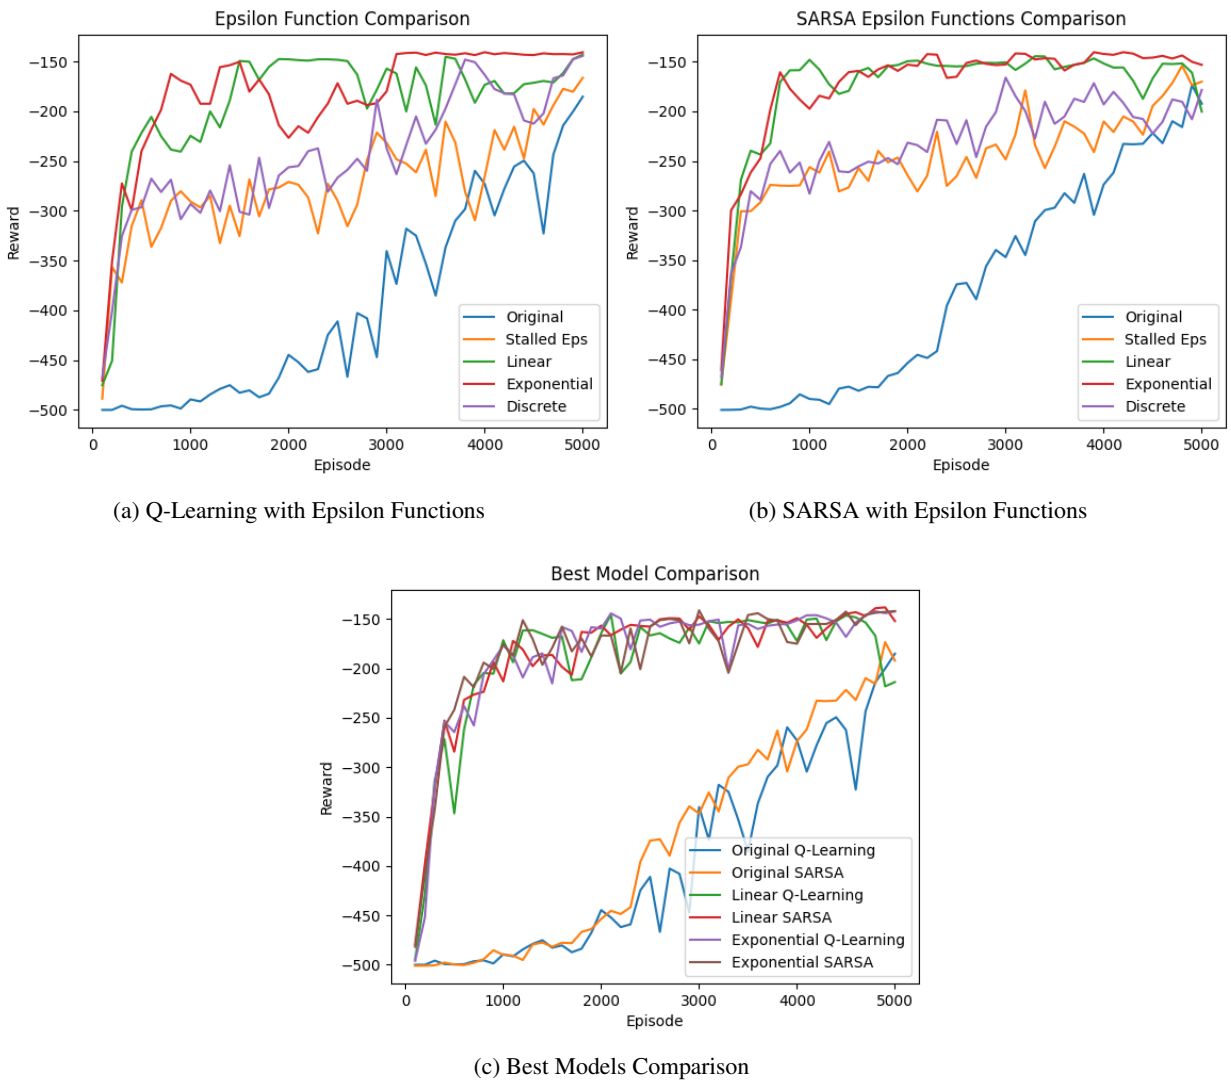 Epsilon Function Comparison
−150
−200
−250
−300
−350
−400
−450
−500
Reward
0
1000
2000
3000
4000
5000
Episode
Original
Stalled Eps
Linear
Exponential
Discrete
(a) Q-Learning with Epsilon Functions
SARSA Epsilon Functions Comparison
−150
−200
−250
−300
−350
−400
−450
−500
Reward
0
1000
2000
3000
4000
5000
Episode
Original
Stalled Eps
Linear
Exponential
Discrete
(b) SARSA with Epsilon Functions
Best Model Comparison
−150
−200
−250
−300
−350
−400
−450
−500
Reward
0
1000
2000
3000
4000
5000
Episode
Original Q-Learning
Original SARSA
Linear Q-Learning
Linear SARSA
Exponential Q-Learning
Exponential SARSA
(c) Best Models Comparison